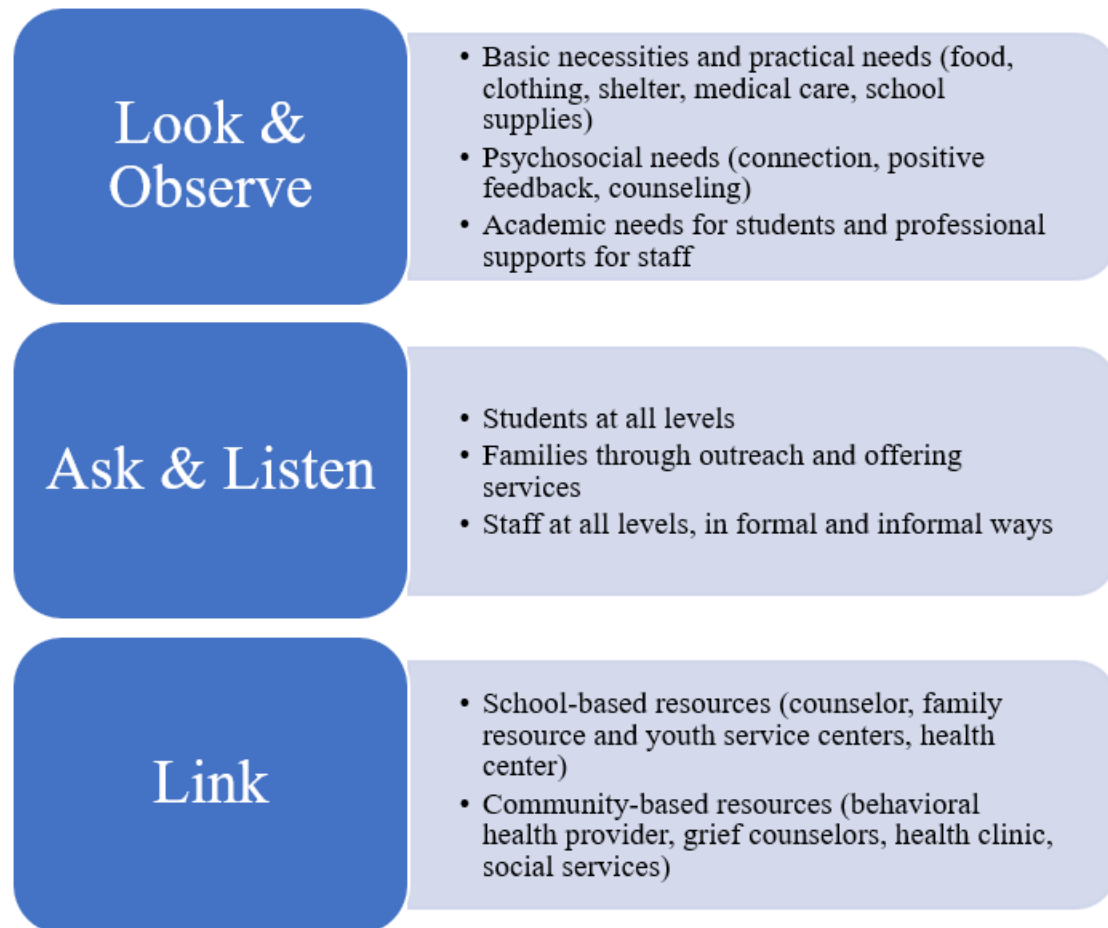 Look &
Observe
• Basic necessities and practical needs (food,
clothing, shelter, medical care, school
supplies)
• Psychosocial needs (connection, positive
feedback, counseling)
• Academic needs for students and professional
supports for staff
Ask & Listen
• Students at all levels
• Families through outreach and offering
services
• Staff at all levels, in formal and informal ways
Link
• School-based resources (counselor, family
resource and youth service centers, health
center)
• Community-based resources (behavioral
health provider, grief counselors, health clinic,
social services)